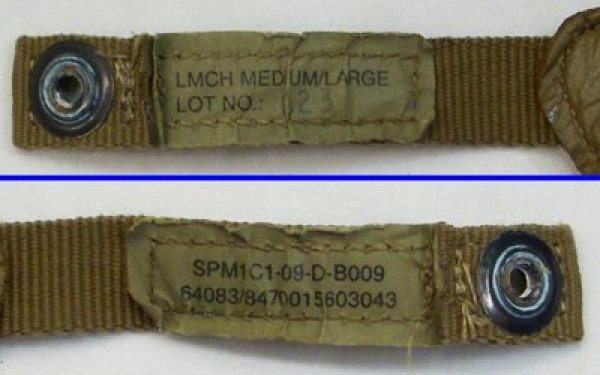 LMCH MEDIUM/LARGE
LOT NO.: 023
SPM1C1-09-D-B009
64083/8470015603043